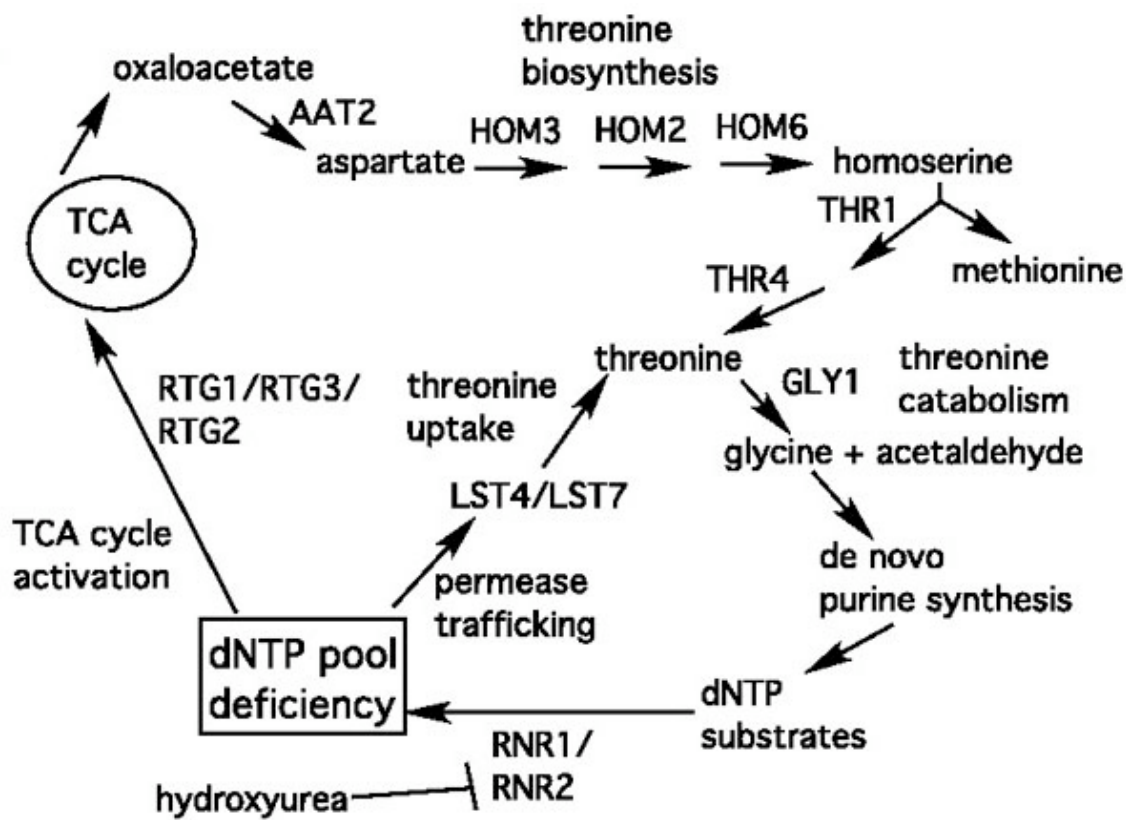 threonine
biosynthesis
oxaloacetate
AAT2
HOM3
HOM2
HOM6
aspartate
homoserine
TCA
cycle
THR1
methionine
THR4
threonine
threonine
catabolism
GLY1
RTG1/RTG3/
RTG2
threonine
uptake
glycine + acetaldehyde
LST4/LST7
TCA cycle
activation
permease
trafficking
de novo
purine synthesis
dNTP pool
deficiency
dNTP
substrates
RNR1/
RNR2
hydroxyurea